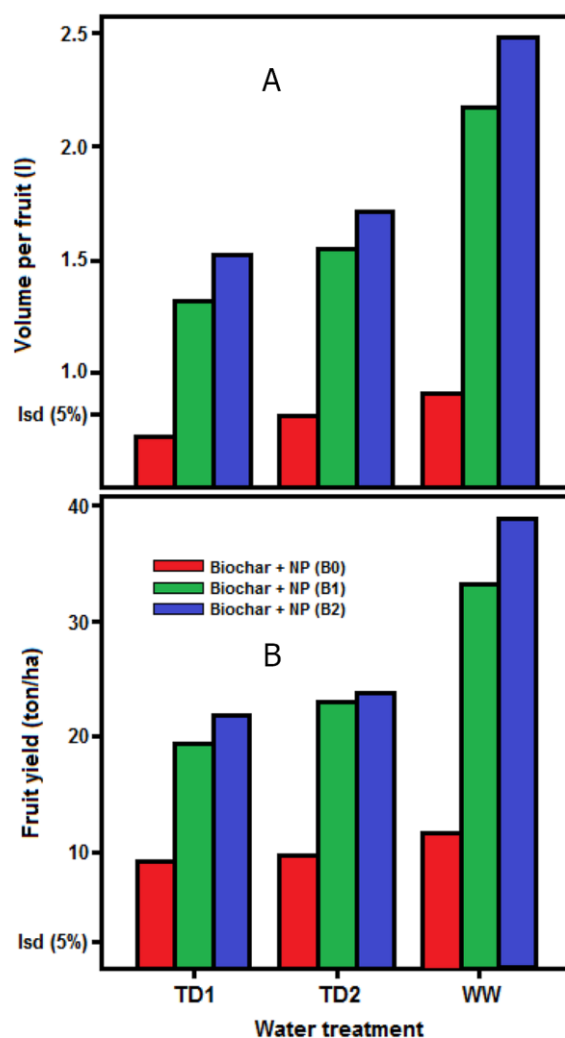 A
2.5
2.0
1.5
1.0
lsd (5%)
Volume per fruit (l)
40
30
20
10
lsd (5%)
Fruit yield (ton/ha)
Biochar + NP (B0)
Biochar + NP (B1)
Biochar + NP (B2)
B
TD1 TD2 WW
Water treatment